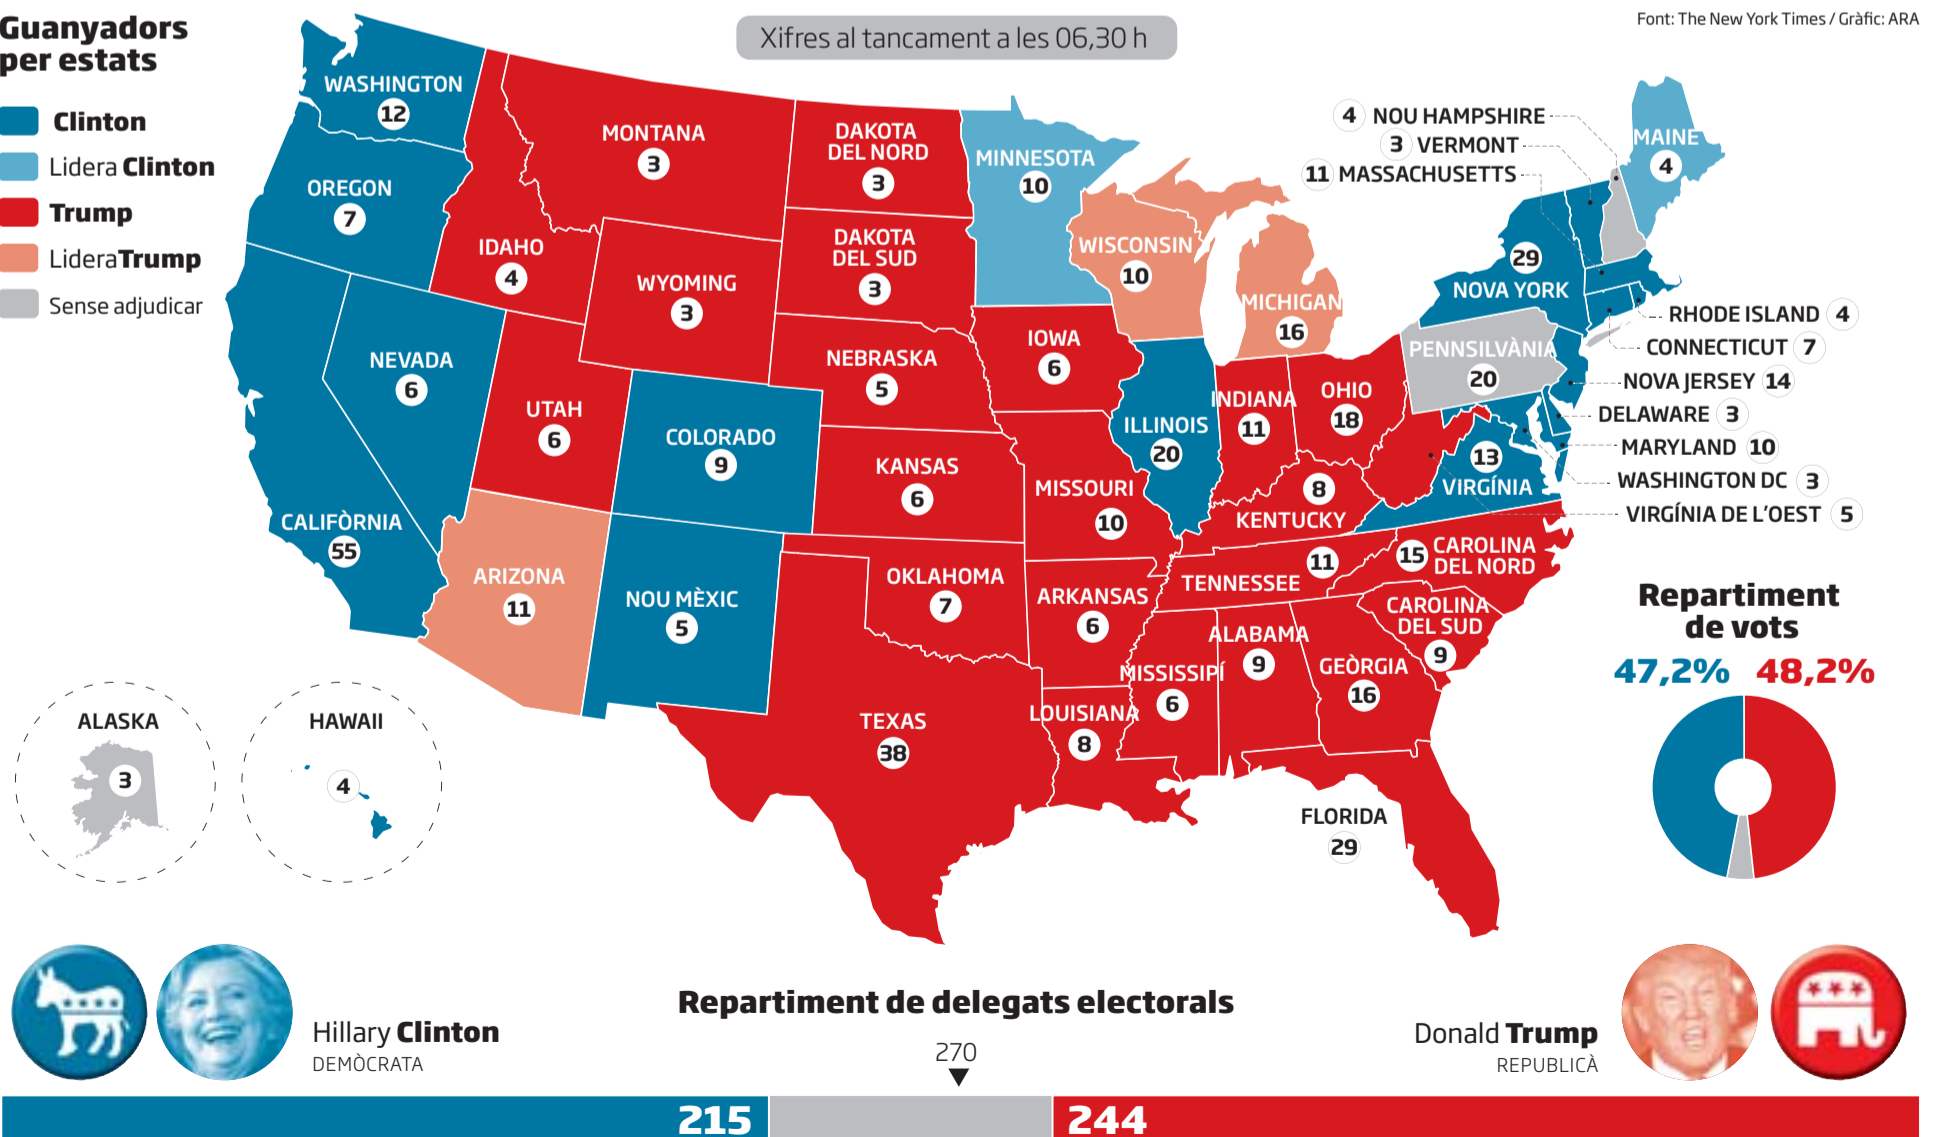 Guanyadors
per estats
Clinton
Lidera Clinton
Trump
Lidera Trump
Sense adjudicar
Xifres al tancament a les 06,30 h
Font: The New York Times / Gràfic: ARA
WASHINGTON
12
OREGON
7
CALIFÒRNIA
55
NEVADA
6
IDAHO
4
MONTANA
3
WYOMING
3
UTAH
6
COLORADO
9
ARIZONA
11
NOU MÈXIC
5
DAKOTA
DEL NORD
3
DAKOTA
DEL SUD
3
NEBRASKA
5
KANSAS
6
OKLAHOMA
7
TEXAS
38
MINNESOTA
10
IOWA
6
MISSOURI
10
ARKANSAS
6
LOUISIANA
8
WISCONSIN
10
ILLINOIS
20
MICHIGAN
16
INDIANA
11
OHIO
18
8
KENTUCKY
11
TENNESSEE
MISSISSIPÍ
6
ALABAMA
9
GEÒRGIA
16
FLORIDA
29
CAROLINA
DEL SUD
9
15 CAROLINA
DEL NORD
13
VIRGÍNIA
PENNSILVÀNIA
20
29
NOVA YORK
MAINE
4
4 NOU HAMPSHIRE
3 VERMONT
11 MASSACHUSETTS
RHODE ISLAND 4
CONNECTICUT 7
NOVA JERSEY 14
DELAWARE 3
MARYLAND 10
WASHINGTON DC 3
VIRGÍNIA DE L'OEST 5
ALASKA
3
HAWAII
4
Repartiment
de vots
47,2% 48,2%
Hillary Clinton
DEMÒCRATA
Repartiment de delegats electorals
270
Donald Trump
REPUBLICÀ
215
244